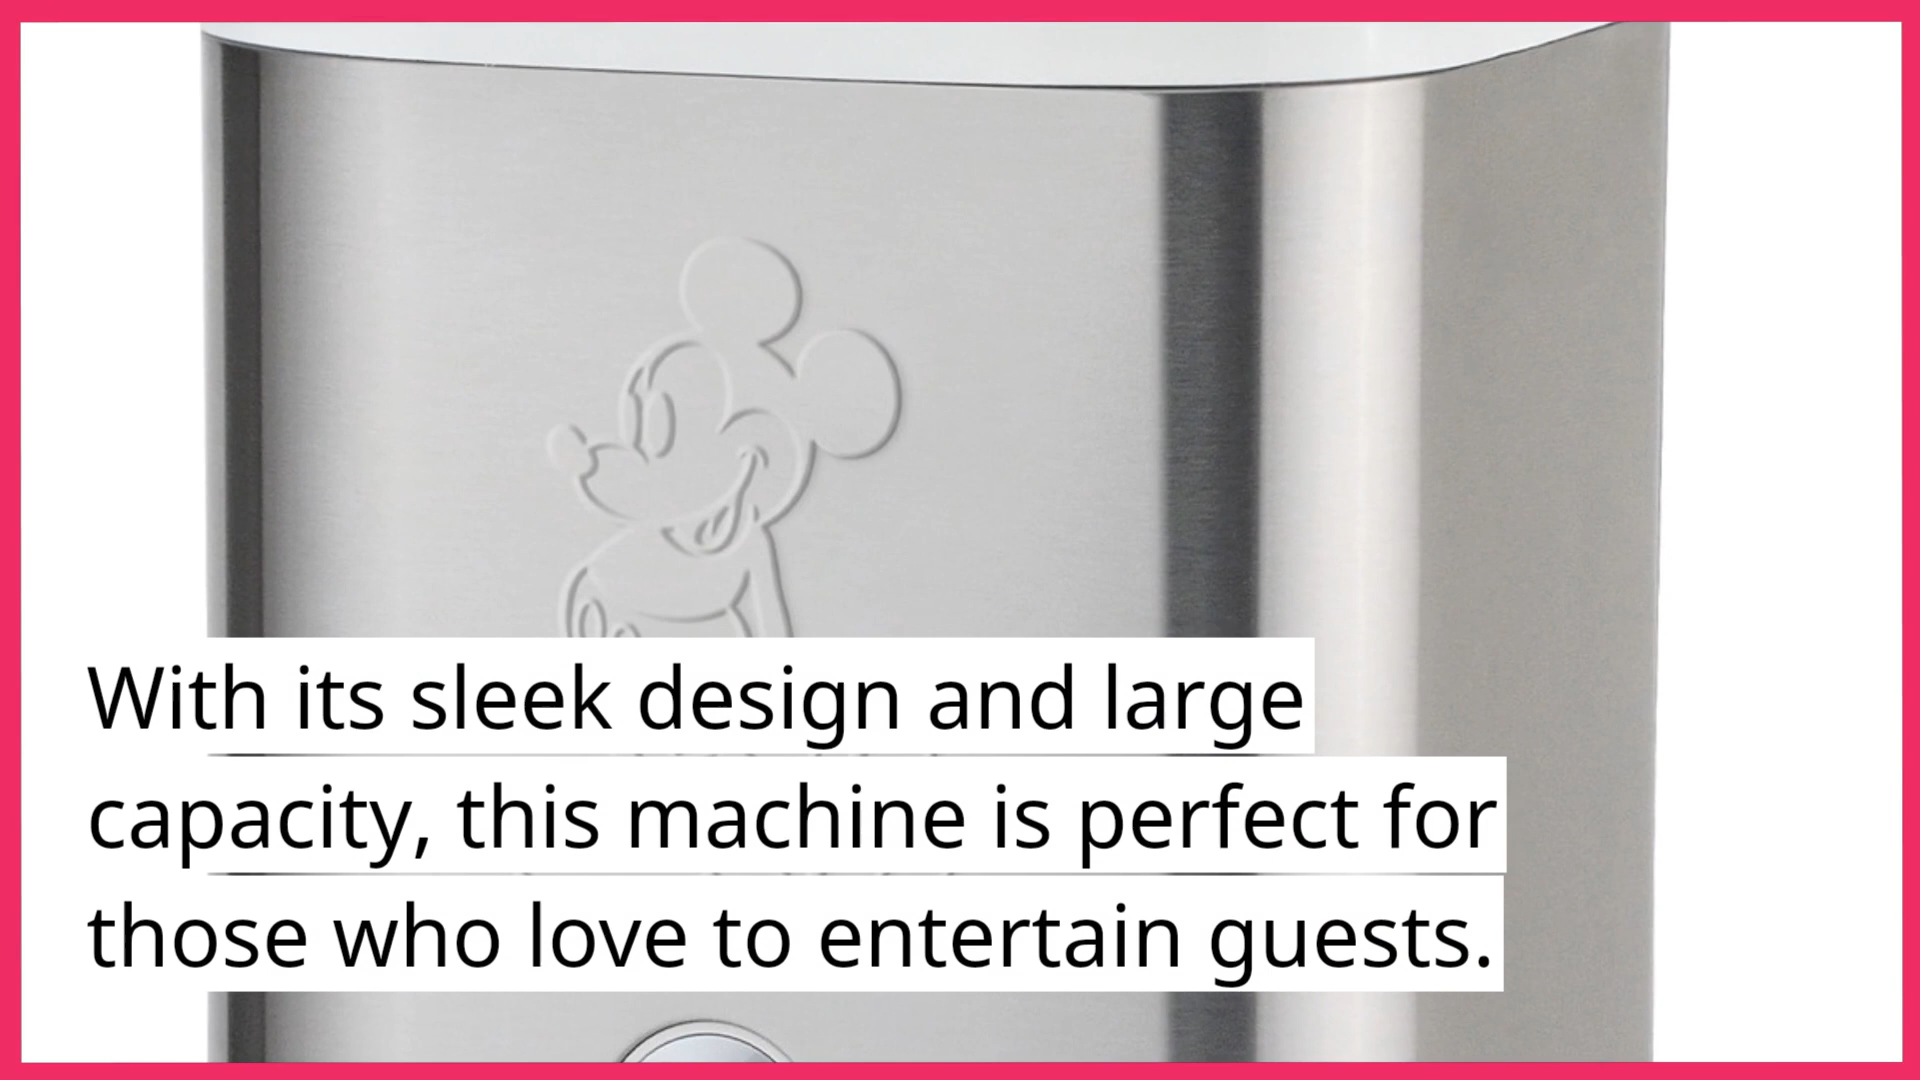 With its sleek design and large
capacity, this machine is perfect for
those who love to entertain guests.